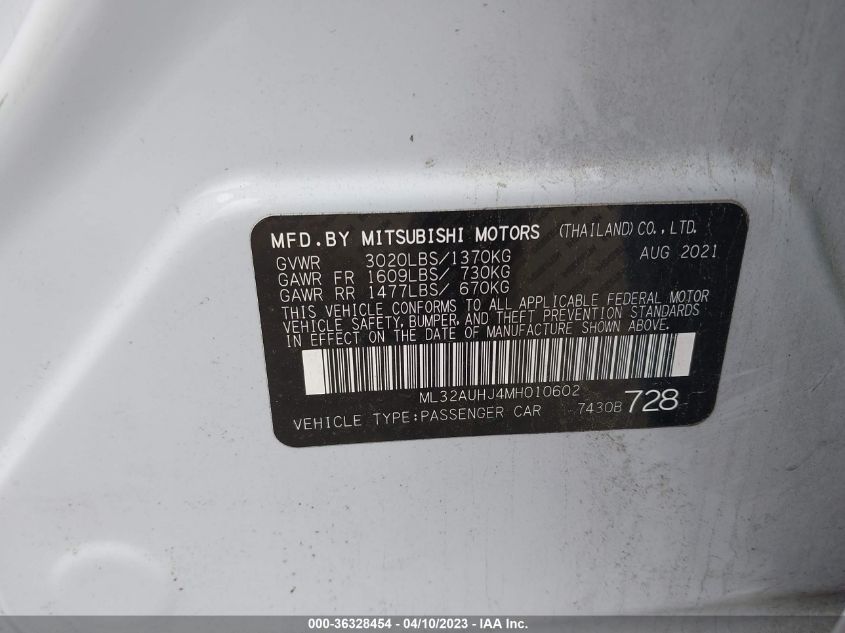 MFD.BY MITSUBISHI MOTORS (THAILAND) CO., LTD.
GVWR 3020LBS/1370KG AUG 2021
GAWR FR 1609LBS/ 730KG
GAWR RR 1477LBS/ 670KG
THIS VEHICLE CONFORMS TO ALL APPLICABLE FEDERAL MOTOR
VEHICLE SAFETY, BUMPER, AND THEFT PREVENTION STANDARDS
IN EFFECT ON THE DATE OF MANUFACTURE SHOWN ABOVE.
ML32AUHJ4MH010602
VEHICLE TYPE:PASSENGER CAR 7430B 728
000-36328454 - 04/10/2023 - IAA Inc.